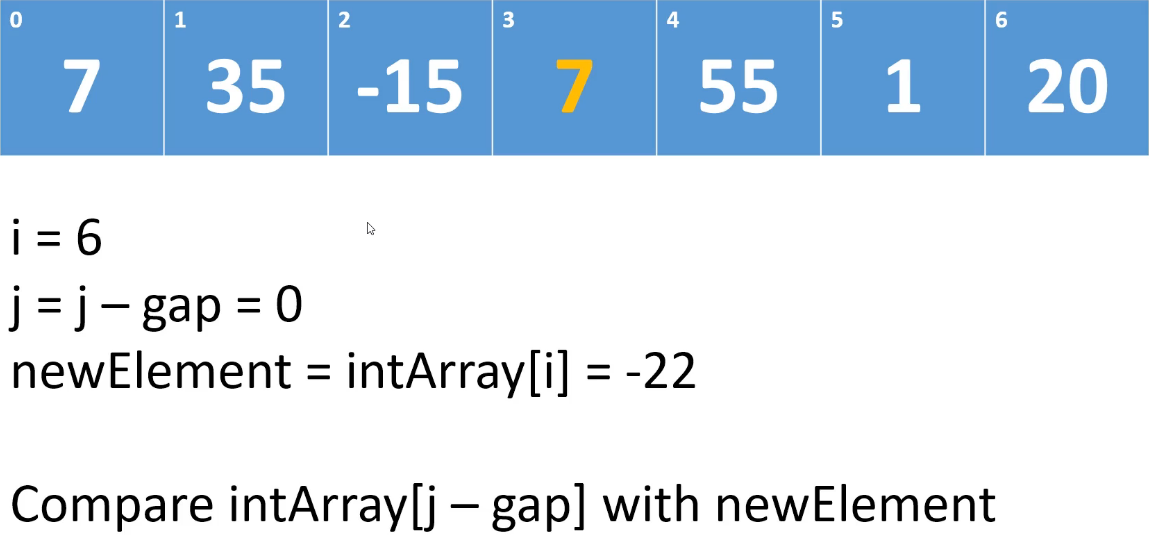 0 1 2 3 4 5 6
7 35 -15 7 55 1 20
i = 6
j = j – gap = 0
newElement = intArray[i] = -22
Compare intArray[j – gap] with newElement